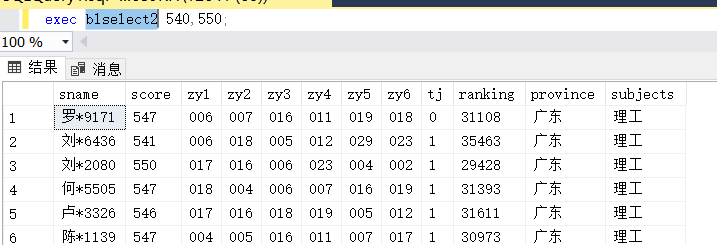 exec blselect2 540,550;
100 %
结果 消息
sname score zy1 zy2 zy3 zy4 zy5 zy6 tj ranking province subjects
1 罗*9171 547 006 007 016 011 019 018 0 31108 广东 理工
2 刘*6436 541 006 018 005 012 029 023 1 35463 广东 理工
3 刘*2080 550 017 016 006 023 004 002 1 29428 广东 理工
4 何*5505 547 018 004 006 007 016 019 1 31393 广东 理工
5 卢*3326 546 017 016 018 019 005 012 1 31611 广东 理工
6 陈*1139 547 004 005 016 011 007 017 1 30973 广东 理工